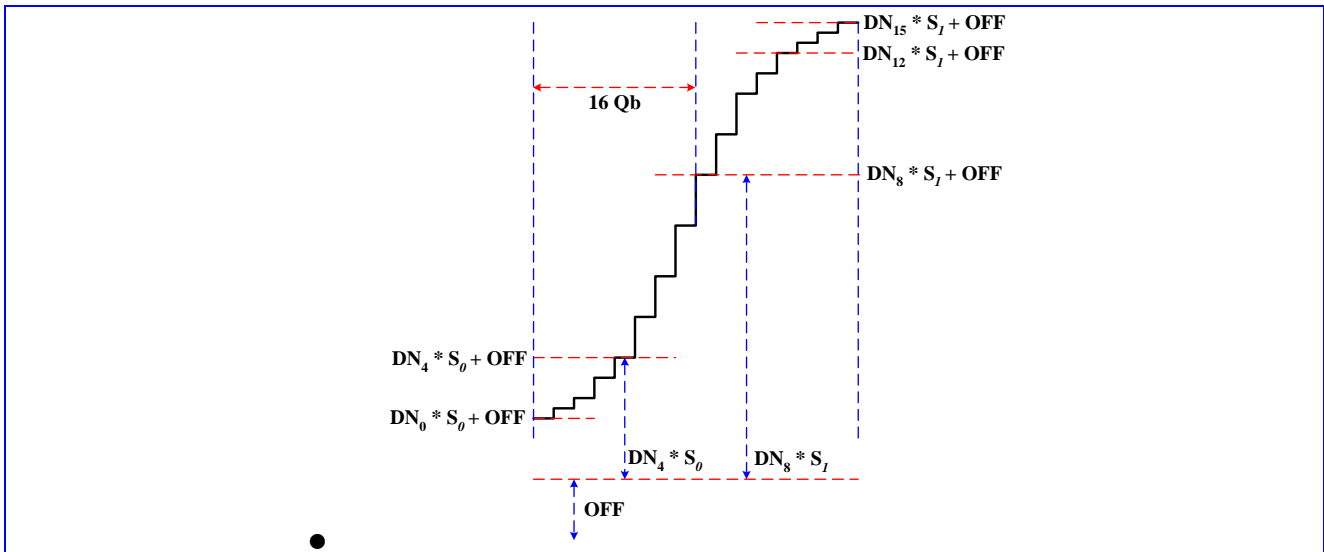 DN₁₅ * S₁ + OFF
DN₁₂ * S₁ + OFF
16 Qb
DN₈ * S₁ + OFF
DN₄ * S₀ + OFF
DN₀ * S₀ + OFF
DN₄ * S₀
DN₈ * S₁
OFF